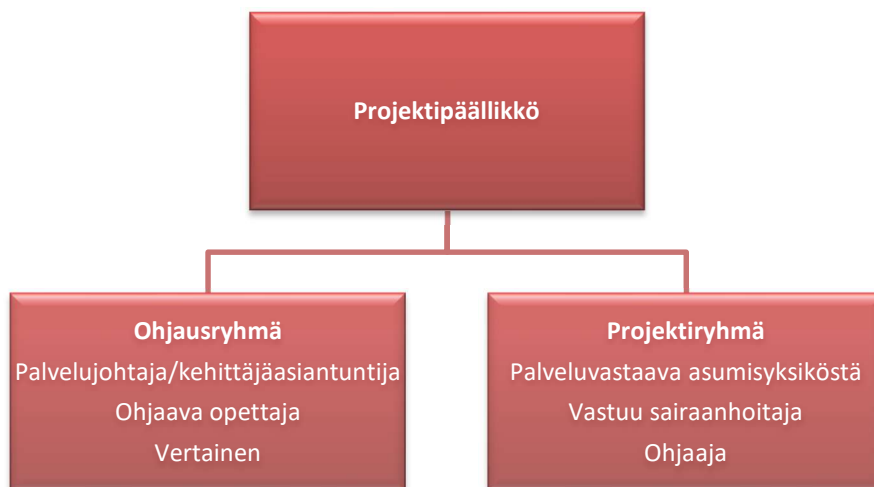 Projektipäällikkö
Ohjausryhmä
Palvelujohtaja/kehittäjäasiantuntija
Ohjaava opettaja
Vertainen
Projektiryhmä
Palveluvastaava asumisyksiköstä
Vastuu sairaanhoitaja
Ohjaaja